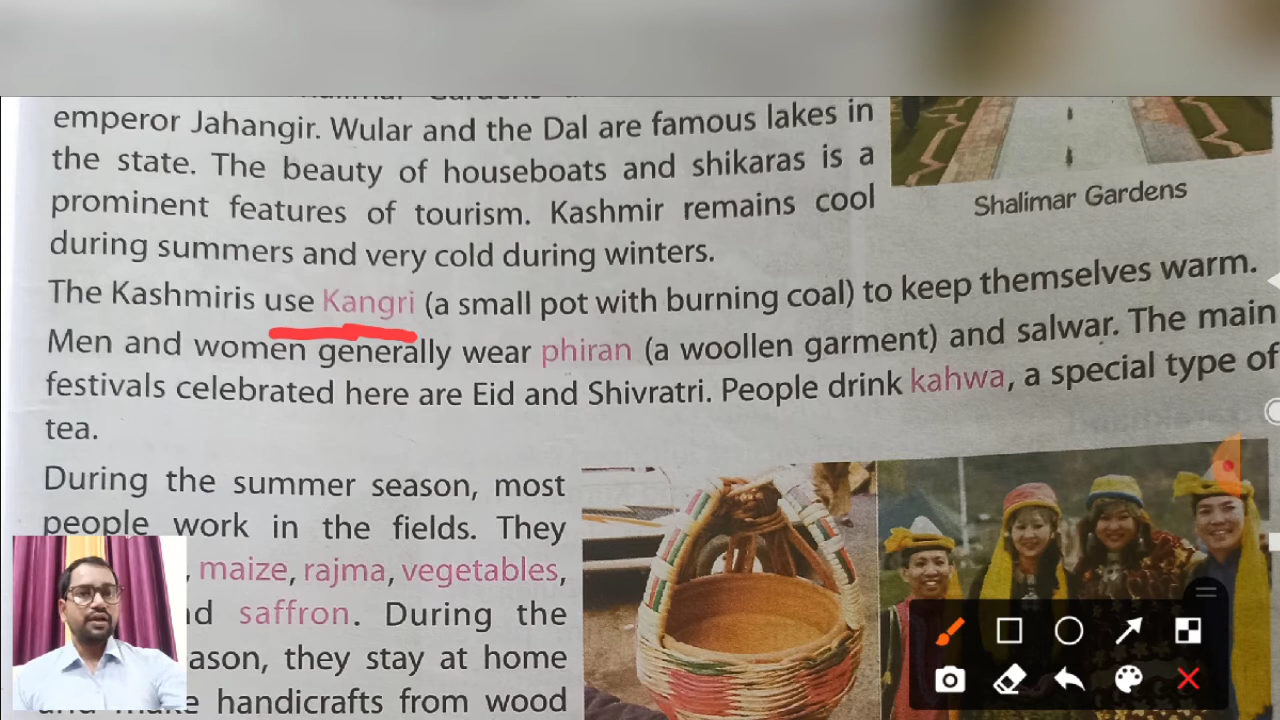 emperor Jahangir. Wular and the Dal are famous lakes in
the state. The beauty of houseboats and shikaras is a
prominent features of tourism. Kashmir remains cool
during summers and very cold during winters.
Shalimar Gardens
The Kashmiris use Kangri (a small pot with burning coal) to keep themselves warm.
Men and women generally wear phiran (a woollen garment) and salwar. The main
festivals celebrated here are Eid and Shivratri. People drink kahwa, a special type of
tea.
During the summer season, most
people work in the fields. They
, maize, rajma, vegetables,
saffron. During the
they stay at home
handicrafts from wood